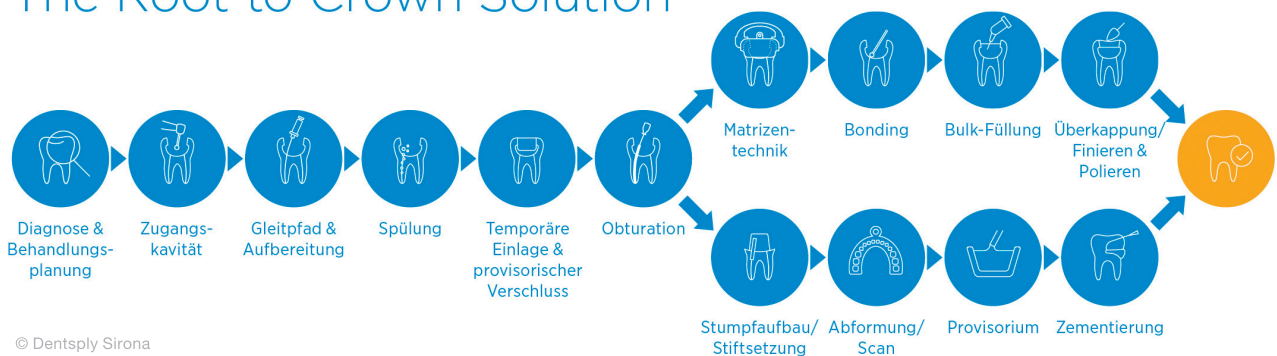 The Root to Crown Solution
Diagnose &
Behandlungs-
planung
Zugangs-
kavität
Gleitpfad &
Aufbereitung
Spülung
Temporäre
Einlage &
provisorischer
Verschluss
Obturation
Matrizen-
technik
Bonding
Bulk-Füllung
Überkappung/
Finieren &
Polieren
Stumpfaufbau/
Stiftsetzung
Abformung/
Scan
Provisorium
Zementierung
© Dentsply Sirona